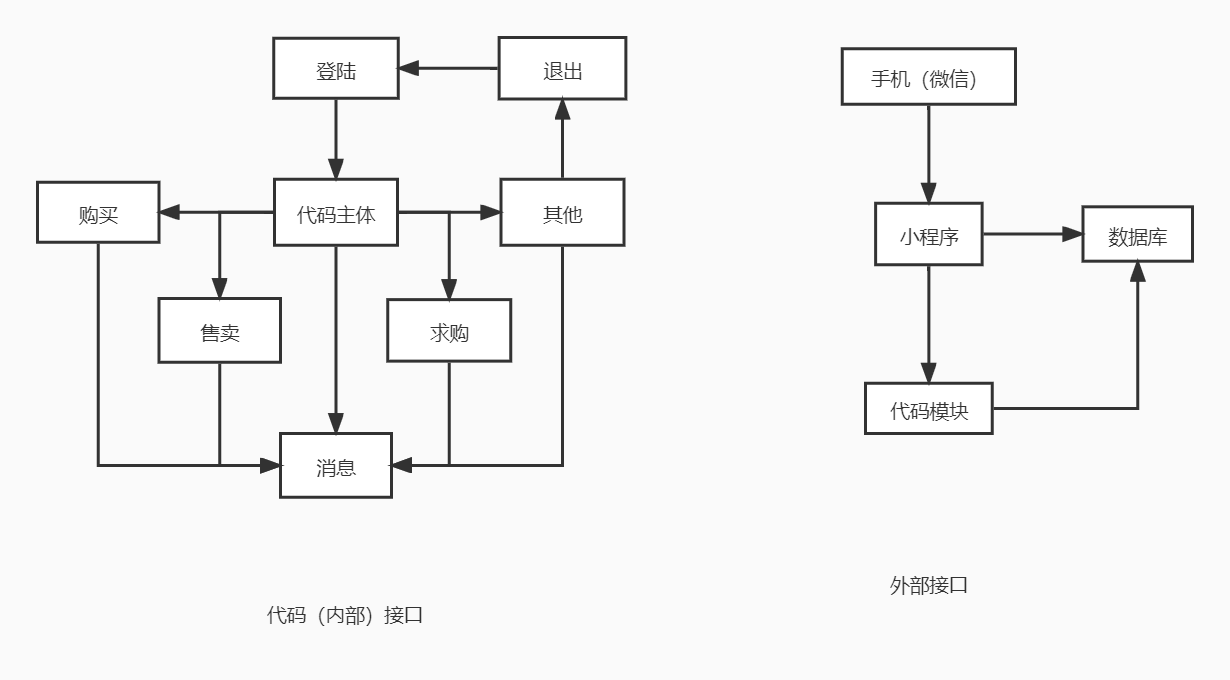 登陆
退出
购买
代码主体
其他
售卖
求购
消息
代码（内部）接口
手机（微信）
小程序
数据库
代码模块
外部接口